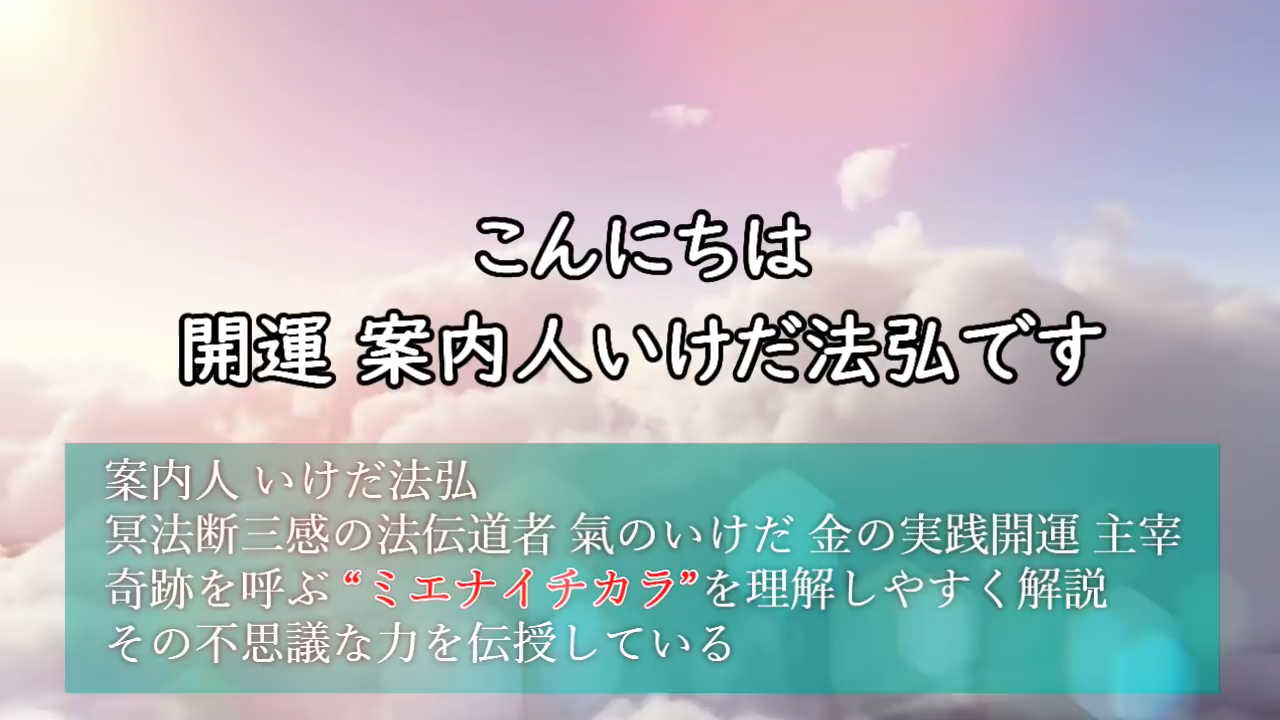 こんにちは
開運 案内人いけだ法弘です
案内人 いけだ法弘
冥法断三感の法伝道者 氣のいけだ 金の実践開運 主宰
奇跡を呼ぶ“ミエナイチカラ”を理解しやすく解説
その不思議な力を伝授している